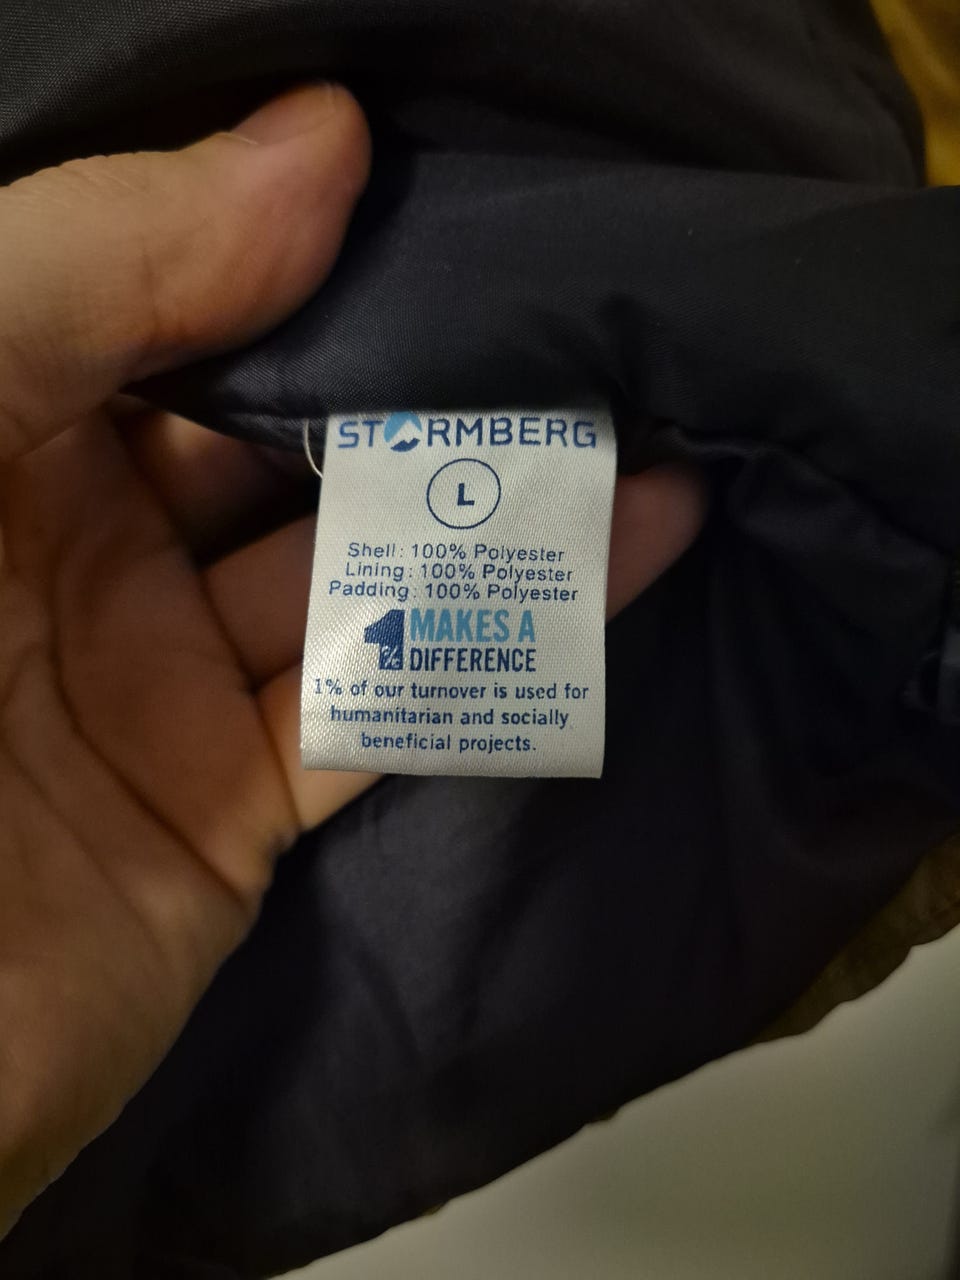 STORMBERG
L
Shell: 100% Polyester
Lining: 100% Polyester
Padding: 100% Polyester
1% MAKES A
DIFFERENCE
1% of our turnover is used for
humanitarian and socially
beneficial projects.